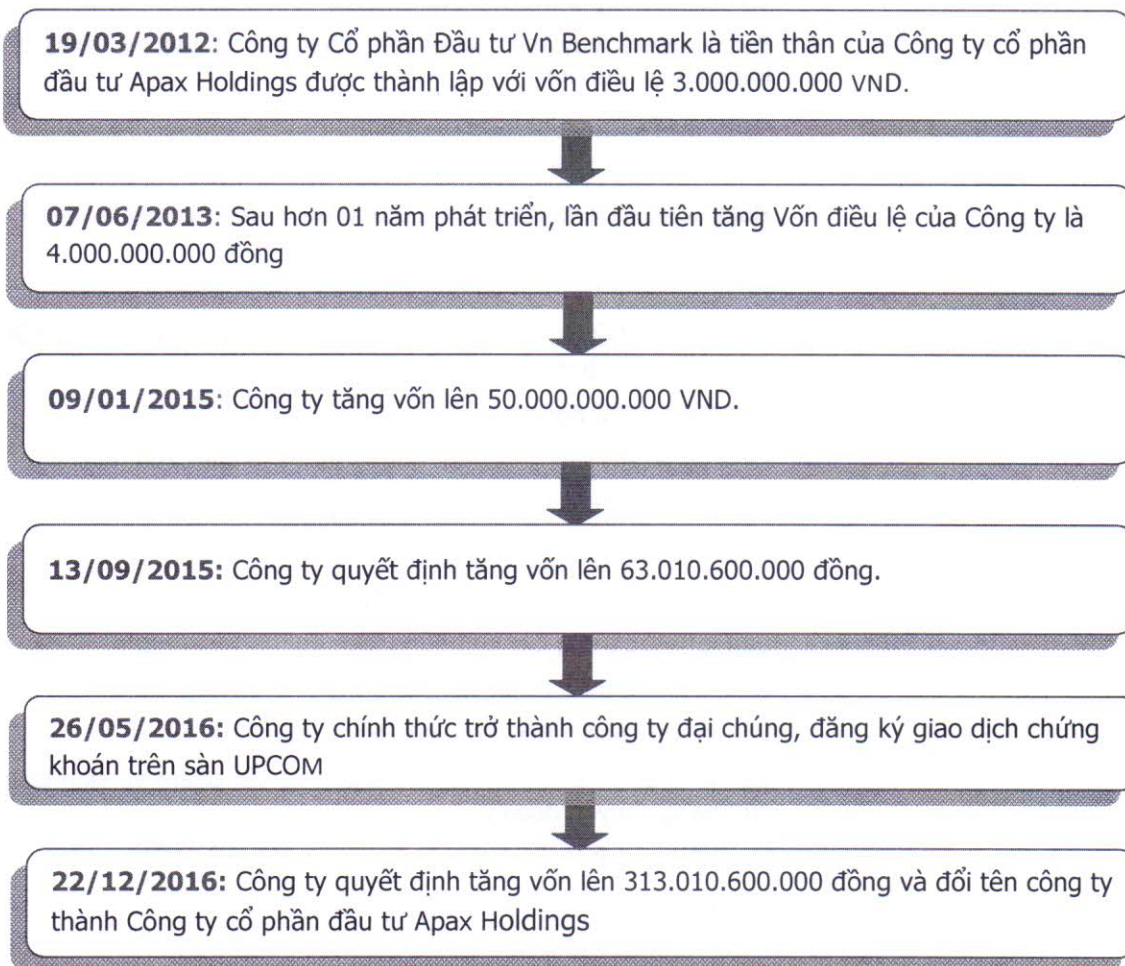 19/03/2012: Công ty Cổ phần Đầu tư Vn Benchmark là tiền thân của Công ty cổ phần
đầu tư Apax Holdings được thành lập với vốn điều lệ 3.000.000.000 VND.
07/06/2013: Sau hơn 01 năm phát triển, lần đầu tiên tăng Vốn điều lệ của Công ty là
4.000.000.000 đồng
09/01/2015: Công ty tăng vốn lên 50.000.000.000 VND.
13/09/2015: Công ty quyết định tăng vốn lên 63.010.600.000 đồng.
26/05/2016: Công ty chính thức trở thành công ty đại chúng, đăng ký giao dịch chứng
khoán trên sàn UPCOM
22/12/2016: Công ty quyết định tăng vốn lên 313.010.600.000 đồng và đổi tên công ty
thành Công ty cổ phần đầu tư Apax Holdings